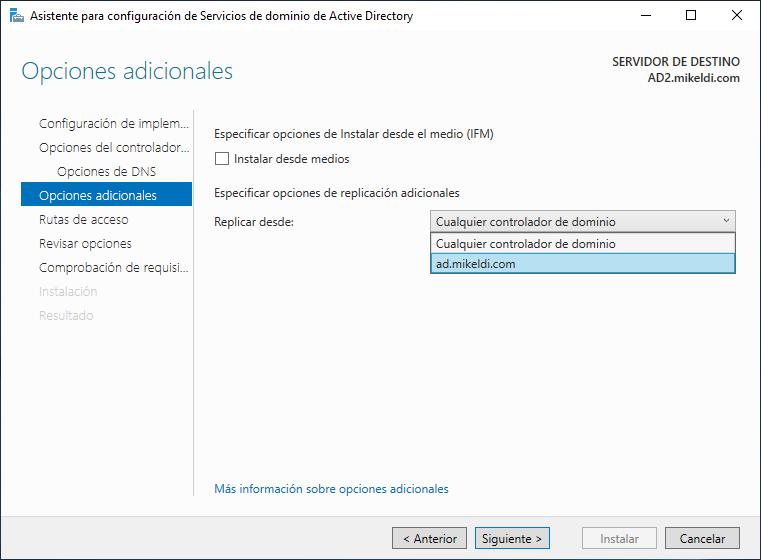 Asistente para configuración de Servicios de dominio de Active Directory
Opciones adicionales
SERVIDOR DE DESTINO
AD2.mikeldi.com
Configuración de implem...
Opciones del controlador...
Opciones de DNS
Opciones adicionales
Rutas de acceso
Revisar opciones
Comprobación de requisi...
Instalación
Resultado
Especificar opciones de Instalar desde el medio (IFM)
Instalar desde medios
Especificar opciones de replicación adicionales
Replicar desde:
Cualquier controlador de dominio
Cualquier controlador de dominio
ad.mikeldi.com
Más información sobre opciones adicionales
< Anterior
Siguiente >
Instalar
Cancelar